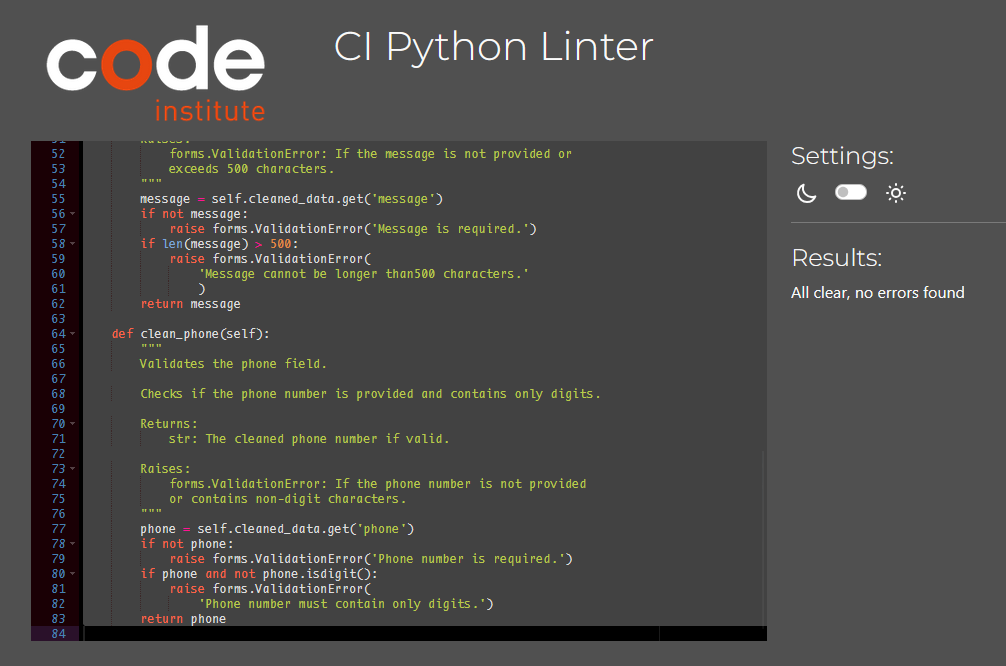 code
institute
CI Python Linter
51 Raises:
52 forms.ValidationError: If the message is not provided or
53 exceeds 500 characters.
54 """
55 message = self.cleaned_data.get('message')
56 if not message:
57 raise forms.ValidationError('Message is required.')
58 if len(message) > 500:
59 raise forms.ValidationError(
60 'Message cannot be longer than500 characters.'
61 )
62 return message
63
64 def clean_phone(self):
65 """
66 Validates the phone field.
67
68 Checks if the phone number is provided and contains only digits.
69
70 Returns:
71 str: The cleaned phone number if valid.
72
73 Raises:
74 forms.ValidationError: If the phone number is not provided
75 or contains non-digit characters.
76 """
77 phone = self.cleaned_data.get('phone')
78 if not phone:
79 raise forms.ValidationError('Phone number is required.')
80 if phone and not phone.isdigit():
81 raise forms.ValidationError(
82 'Phone number must contain only digits.')
83 return phone
84
Settings:
Results:
All clear, no errors found